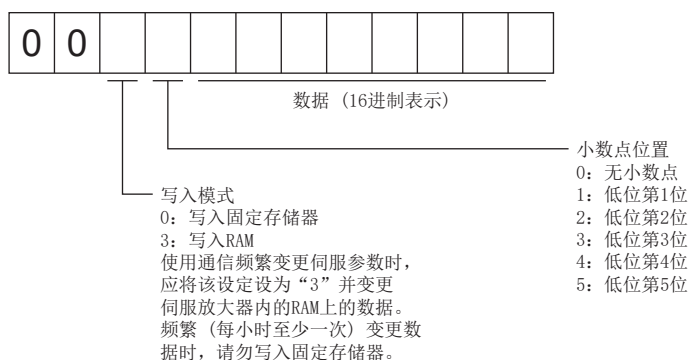 0 0
数据 (16进制表示)
小数点位置
0：无小数点
1：低位第1位
2：低位第2位
3：低位第3位
4：低位第4位
5：低位第5位
写入模式
0：写入固定存储器
3：写入RAM
使用通信频繁变更伺服参数时，
应将该设定设为“3”并变更
伺服放大器内的RAM上的数据。
频繁 (每小时至少一次) 变更数
据时，请勿写入固定存储器。